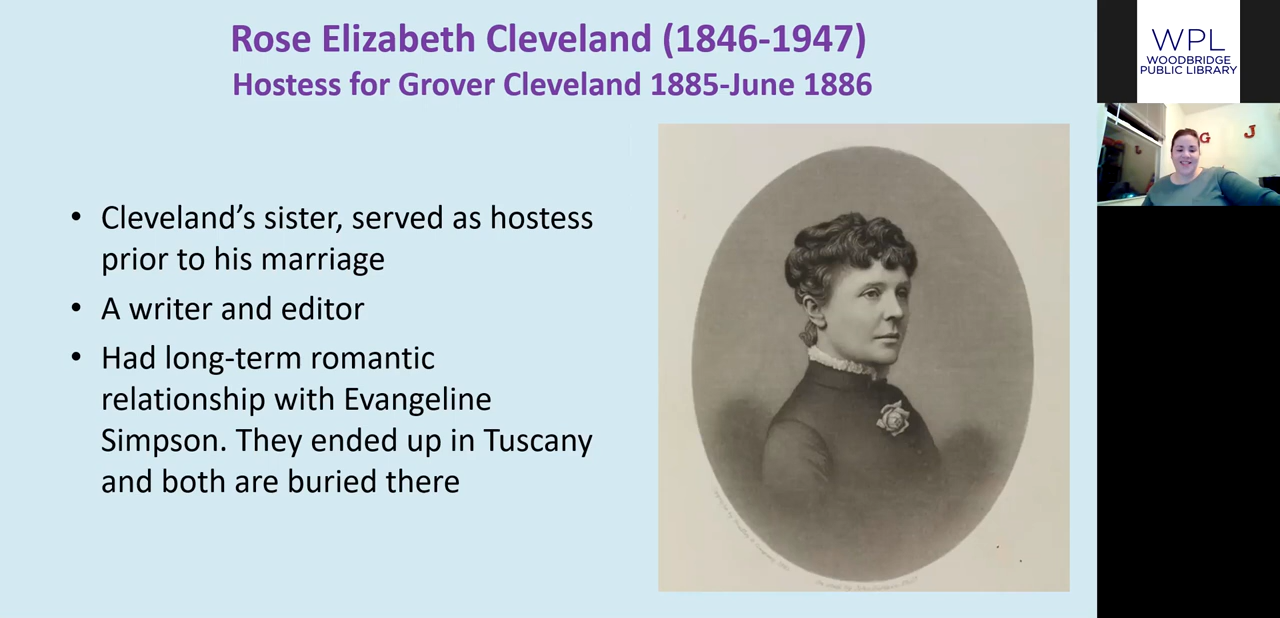 Rose Elizabeth Cleveland (1846-1947)
Hostess for Grover Cleveland 1885-June 1886
• Cleveland’s sister, served as hostess
prior to his marriage
• A writer and editor
• Had long-term romantic
relationship with Evangeline
Simpson. They ended up in Tuscany
and both are buried there
WPL
WOODBRIDGE
PUBLIC LIBRARY
G
J